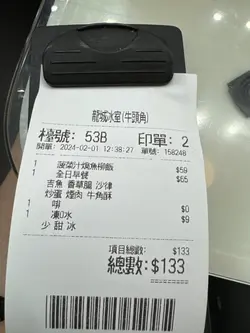 龍城冰室(牛頭角)
檯號: 53B 印單: 2
開單: 2024-02-01 12:38:27 單號: 158248
1 菠菜汁燒魚柳飯 $59
1 全日早餐 $65
吉魚 香草腸 沙律
炒蛋 煙肉 牛角酥
啡 $0
1 凍0水 $9
少 甜 冰
項目總數: $133
總數: $133